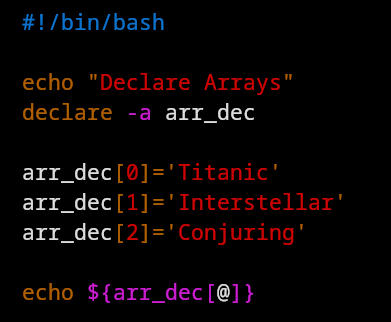 #!/bin/bash
echo "Declare Arrays"
declare -a arr_dec
arr_dec[0]='Titanic'
arr_dec[1]='Interstellar'
arr_dec[2]='Conjuring'
echo ${arr_dec[@]}